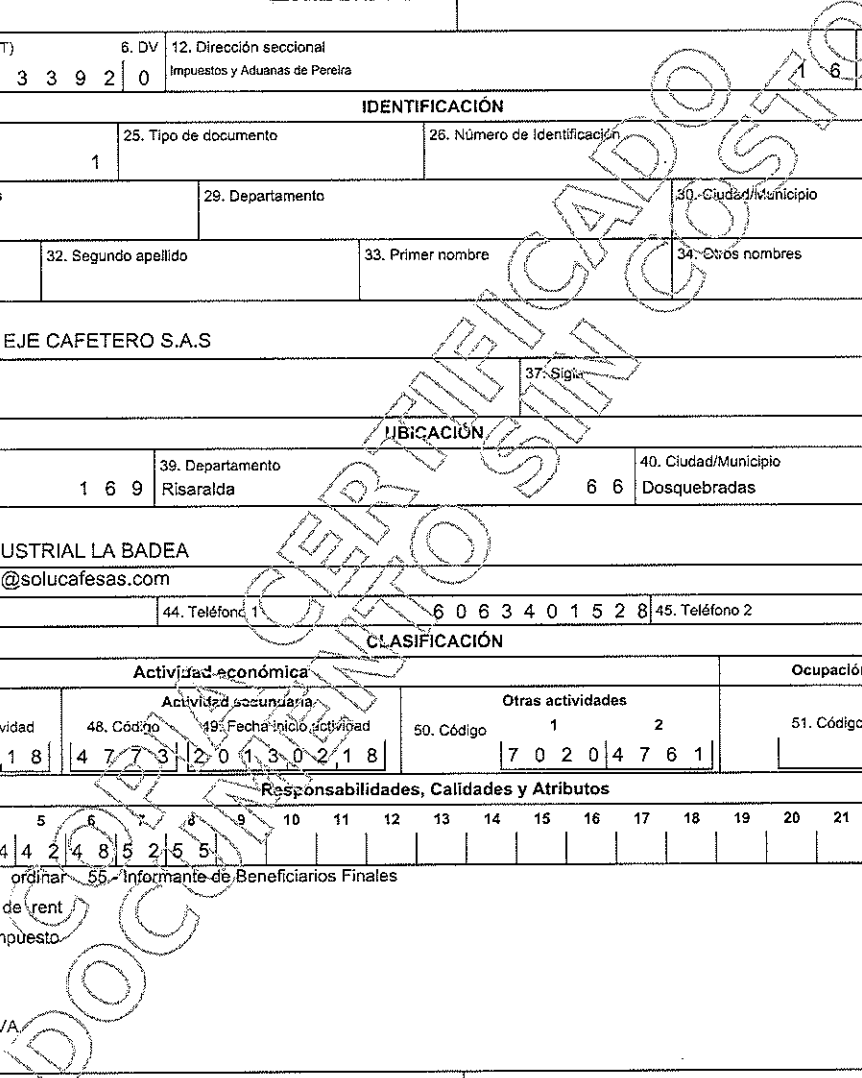 T) 6. DV 12. Dirección seccional
3 3 9 2 0 Impuestos y Aduanas de Pereira 1 6
IDENTIFICACIÓN
25. Tipo de documento 26. Número de Identificación
1
29. Departamento 30. Ciudad/Municipio
32. Segundo apellido 33. Primer nombre 34. Otros nombres
EJE CAFETERO S.A.S
37. Sigla
UBICACIÓN
39. Departamento 40. Ciudad/Municipio
1 6 9 Risaralda 6 6 Dosquebradas
USTRIAL LA BADEA
@solucafesas.com
44. Teléfono 1 6 0 6 3 4 0 1 5 2 8 45. Teléfono 2
CLASIFICACIÓN
Actividad económica Ocupación
Actividad secundaria Otras actividades
vidad 48. Código 49. Fecha inicio actividad 50. Código 1 2 51. Código
1 8 4 7 7 3 2 0 1 3 0 2 1 8 7 0 2 0 4 7 6 1
Responsabilidades, Calidades y Atributos
5 6 7 8 9 10 11 12 13 14 15 16 17 18 19 20 21
4 4 2 4 8 5 2 5 5
ordinar 55 - Informante de Beneficiarios Finales
de rent
mpuesto
VA
COPIA CERTIFICADO
DOCUMENTO SIN COSTO